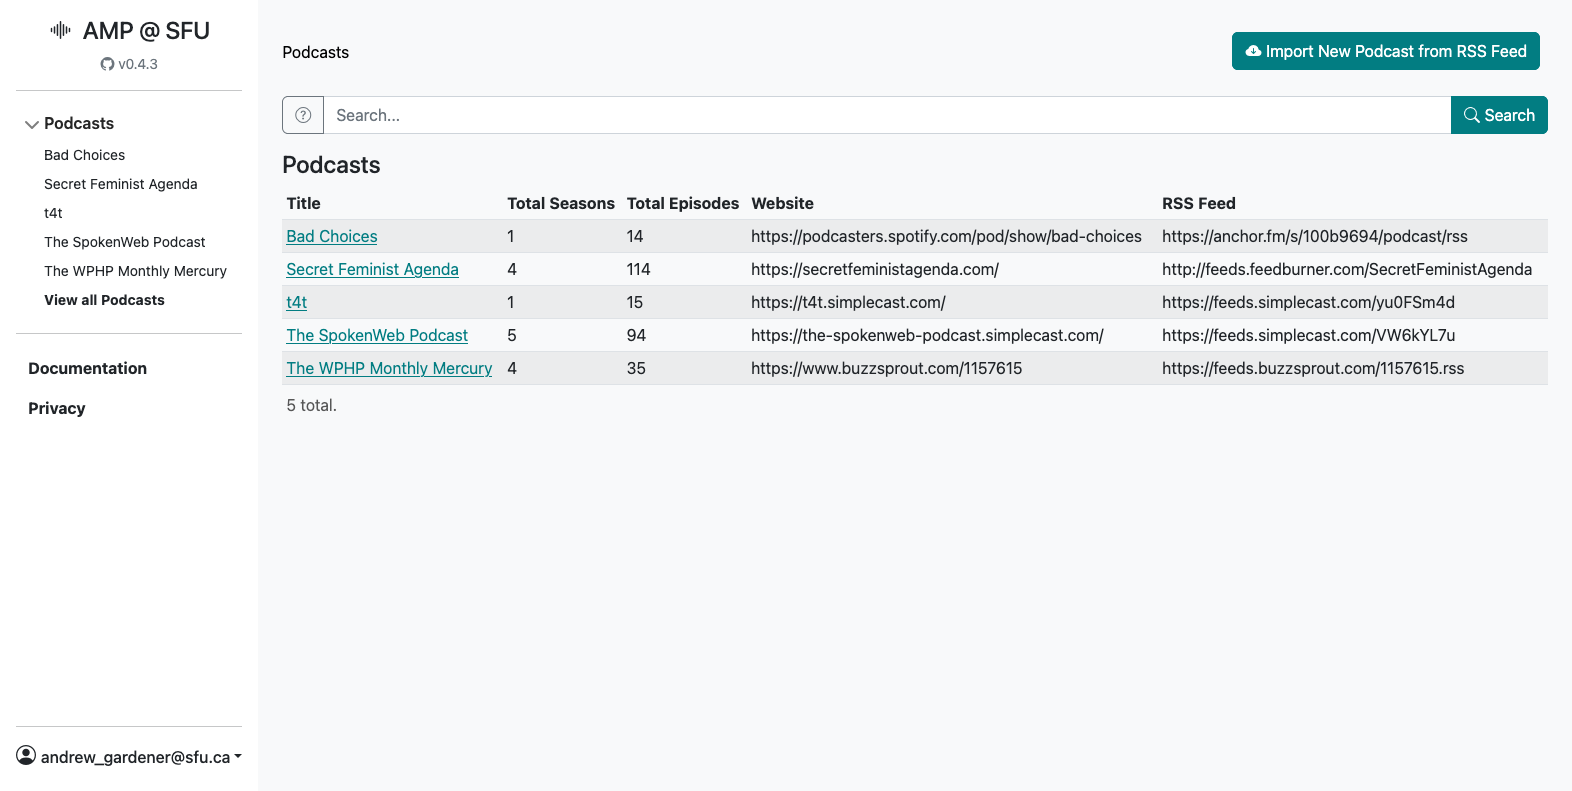 AMP @ SFU
v0.4.3
Podcasts
Bad Choices
Secret Feminist Agenda
t4t
The SpokenWeb Podcast
The WPHP Monthly Mercury
View all Podcasts
Documentation
Privacy
andrew_gardener@sfu.ca
Podcasts
Import New Podcast from RSS Feed
Search...
Search
Podcasts
Title Total Seasons Total Episodes Website RSS Feed
Bad Choices 1 14 https://podcasters.spotify.com/pod/show/bad-choices https://anchor.fm/s/100b9694/podcast/rss
Secret Feminist Agenda 4 114 https://secretfeministagenda.com/ http://feeds.feedburner.com/SecretFeministAgenda
t4t 1 15 https://t4t.simplecast.com/ https://feeds.simplecast.com/yu0FSm4d
The SpokenWeb Podcast 5 94 https://the-spokenweb-podcast.simplecast.com/ https://feeds.simplecast.com/VW6kYL7u
The WPHP Monthly Mercury 4 35 https://www.buzzsprout.com/1157615 https://feeds.buzzsprout.com/1157615.rss
5 total.